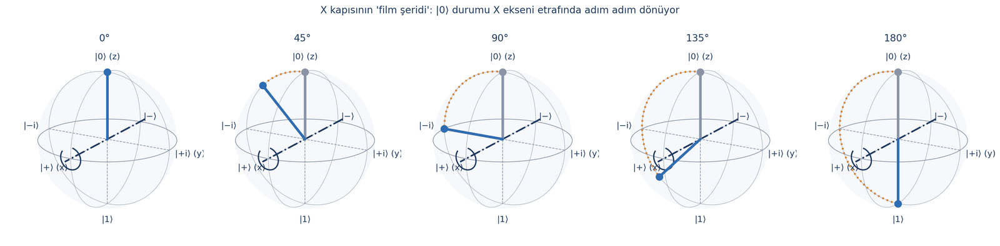 X kapısının 'film şeridi': |0⟩ durumu X ekseni etrafında adım adım dönüyor
0°
|0⟩ (z)
|−i⟩
|−⟩
|+i⟩ (y)
|+⟩ (x)
|1⟩
45°
|0⟩ (z)
|−i⟩
|−⟩
|+i⟩ (y)
|+⟩ (x)
|1⟩
90°
|0⟩ (z)
|−i⟩
|−⟩
|+i⟩ (y)
|+⟩ (x)
|1⟩
135°
|0⟩ (z)
|−i⟩
|−⟩
|+i⟩ (y)
|+⟩ (x)
|1⟩
180°
|0⟩ (z)
|−i⟩
|−⟩
|+i⟩ (y)
|+⟩ (x)
|1⟩